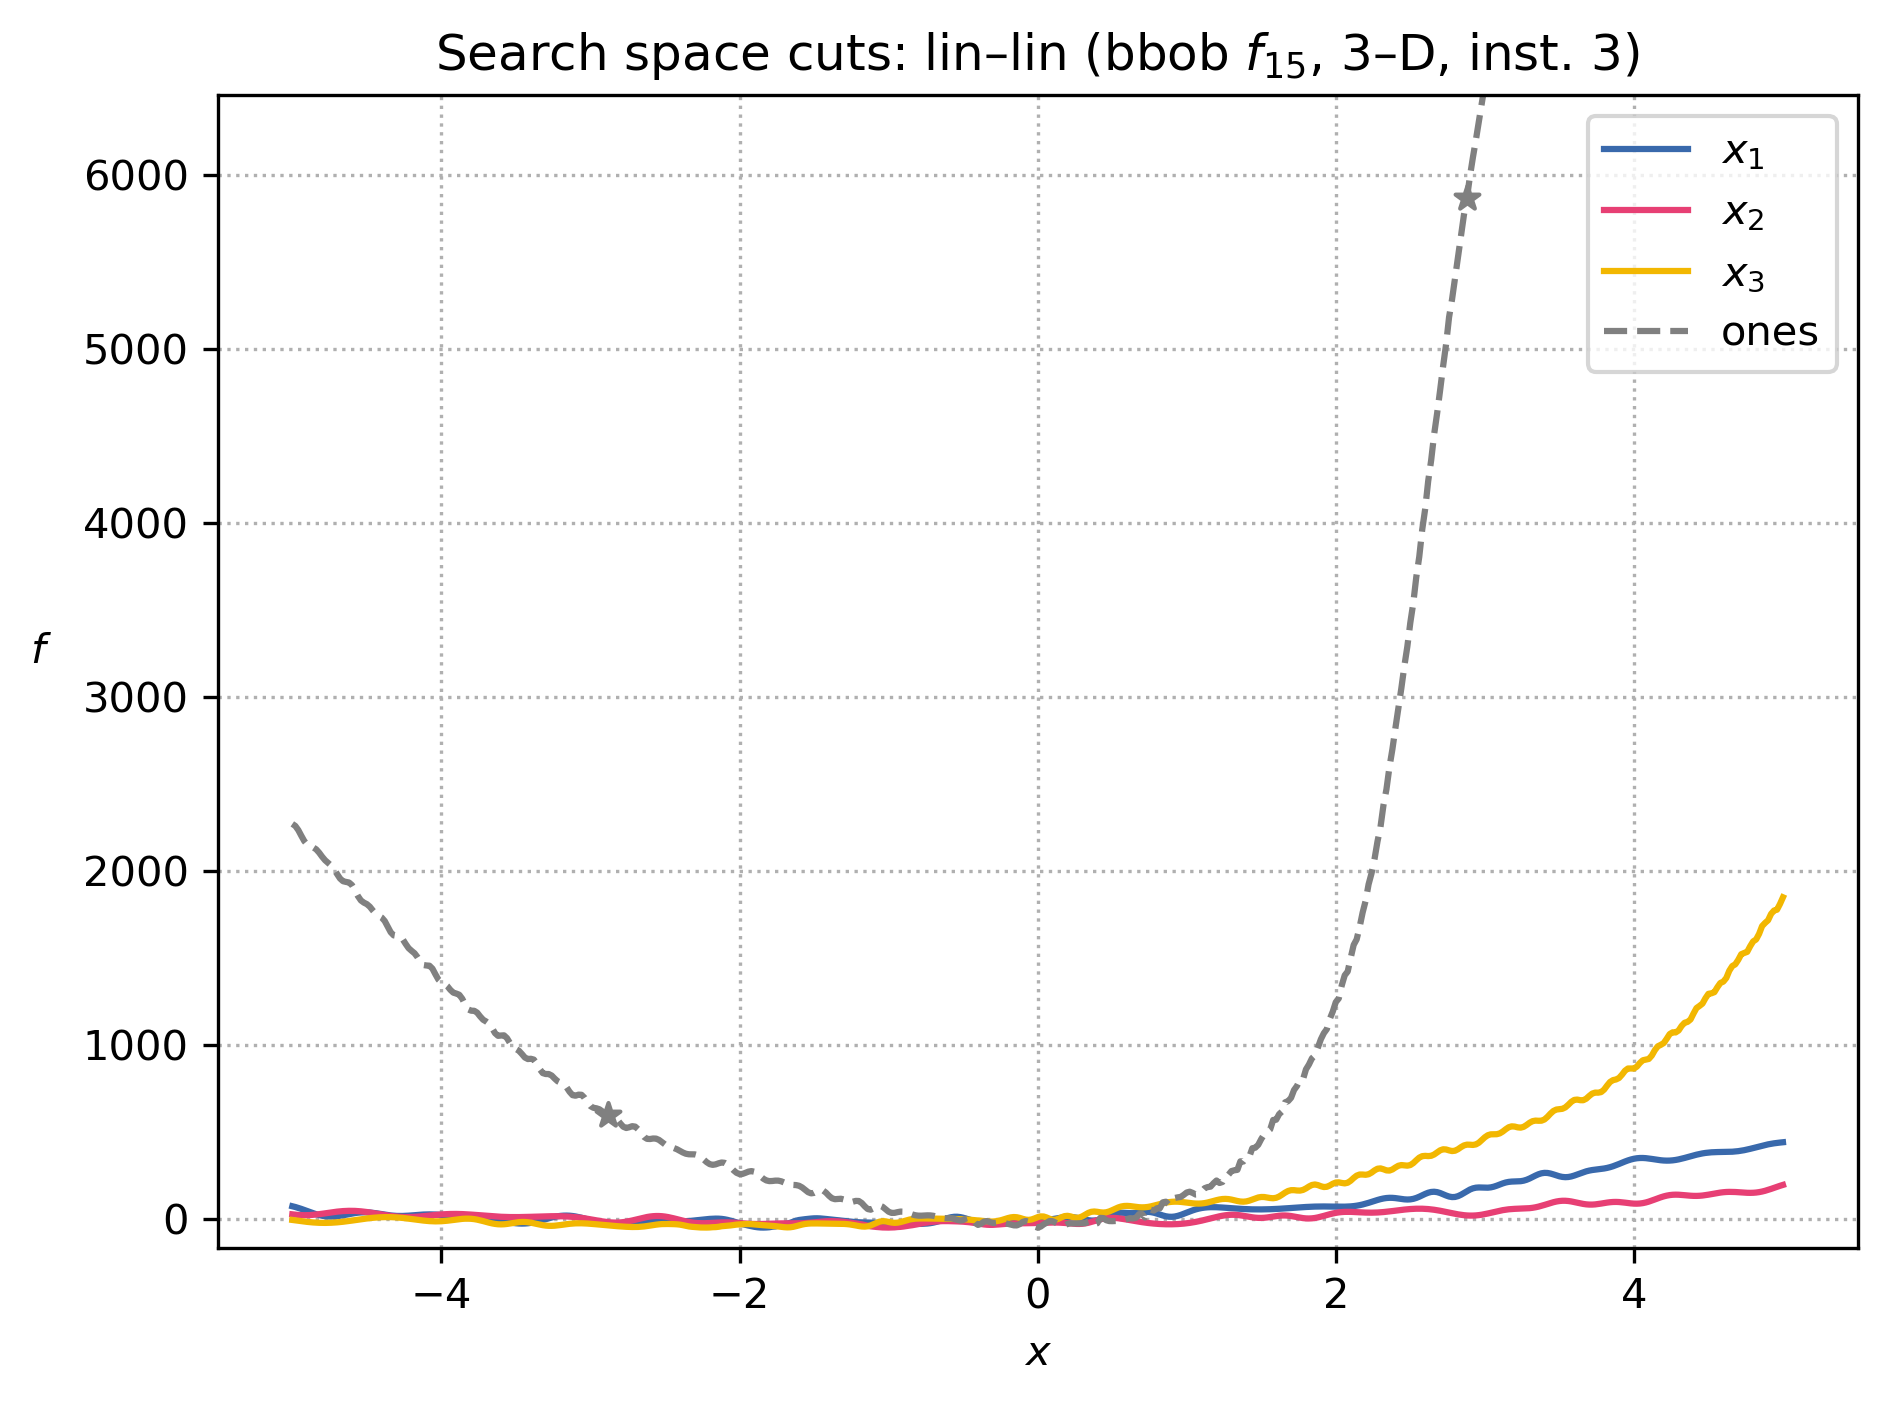 Search space cuts: lin–lin (bbob f₁₅, 3–D, inst. 3)
6000
5000
4000
3000
2000
1000
0
f
−4
−2
0
2
4
x
x₁
x₂
x₃
ones